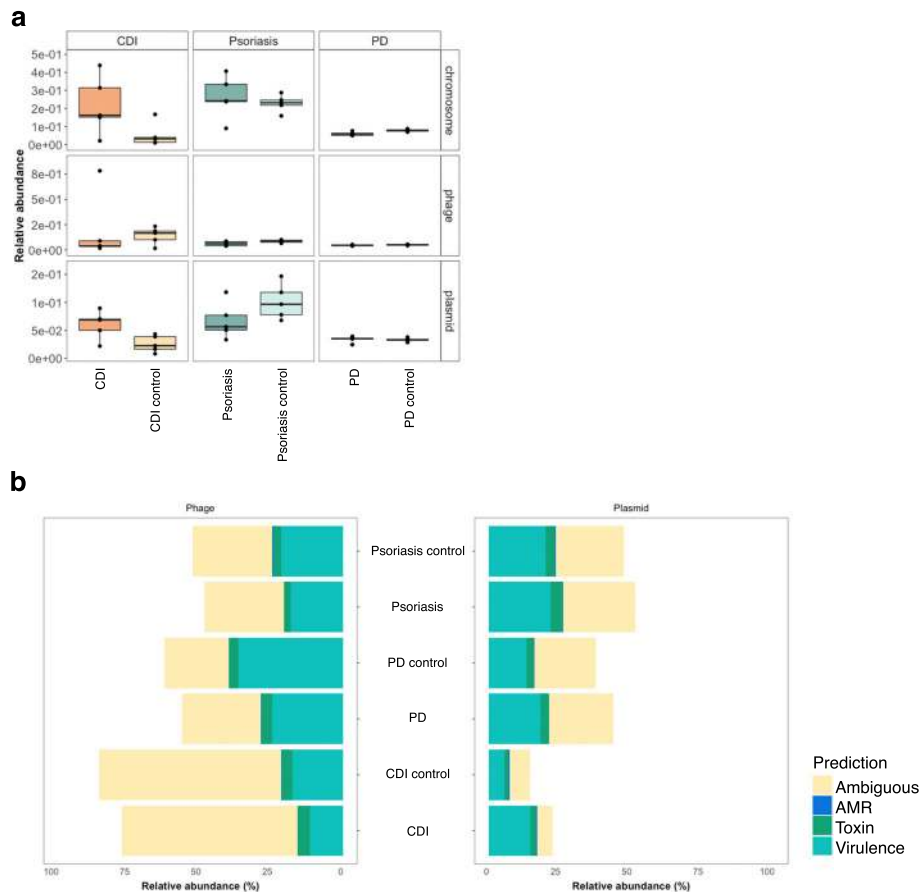 a
CDI Psoriasis PD
Relative abundance
5e-01
4e-01
3e-01
2e-01
1e-01
0e+00
chromosome
8e-01
5e-01
2e-01
0e+00
phage
2e-01
1e-01
5e-02
0e+00
plasmid
CDI
CDI control
Psoriasis
Psoriasis control
PD
PD control
b
Phage
Plasmid
Psoriasis control
Psoriasis
PD control
PD
CDI control
CDI
100 75 50 25 0
Relative abundance (%)
0 25 50 75 100
Relative abundance (%)
Prediction
Ambiguous
AMR
Toxin
Virulence